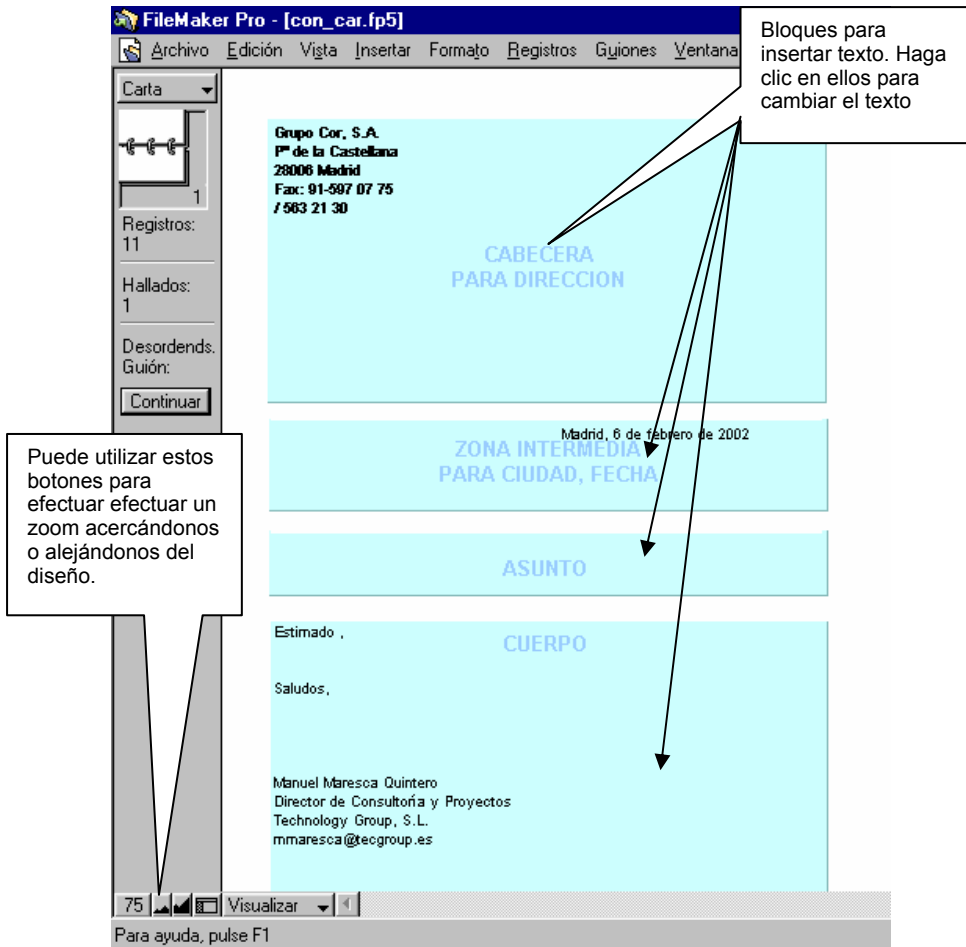 FileMaker Pro - [con_car.fp5]
Archivo Edición Vista Insertar Formato Registros Guiones Ventana
Bloques para
insertar texto. Haga
clic en ellos para
cambiar el texto
Carta
1
Registros:
11
Hallados:
1
Desordends.
Guión:
Continuar
Grupo Cor, S.A.
Pº de la Castellana
28006 Madrid
Fax: 91-597 07 75
/ 563 21 30
CABECERA
PARA DIRECCION
Madrid, 6 de febrero de 2002
ZONA INTERMEDIA
PARA CIUDAD, FECHA
Puede utilizar estos
botones para
efectuar efectuar un
zoom acercándonos
o alejándonos del
diseño.
ASUNTO
Estimado ,
CUERPO
Saludos,
Manuel Maresca Quintero
Director de Consultoría y Proyectos
Technology Group, S.L.
mmaresca@tecgroup.es
75 Visualizar
Para ayuda, pulse F1